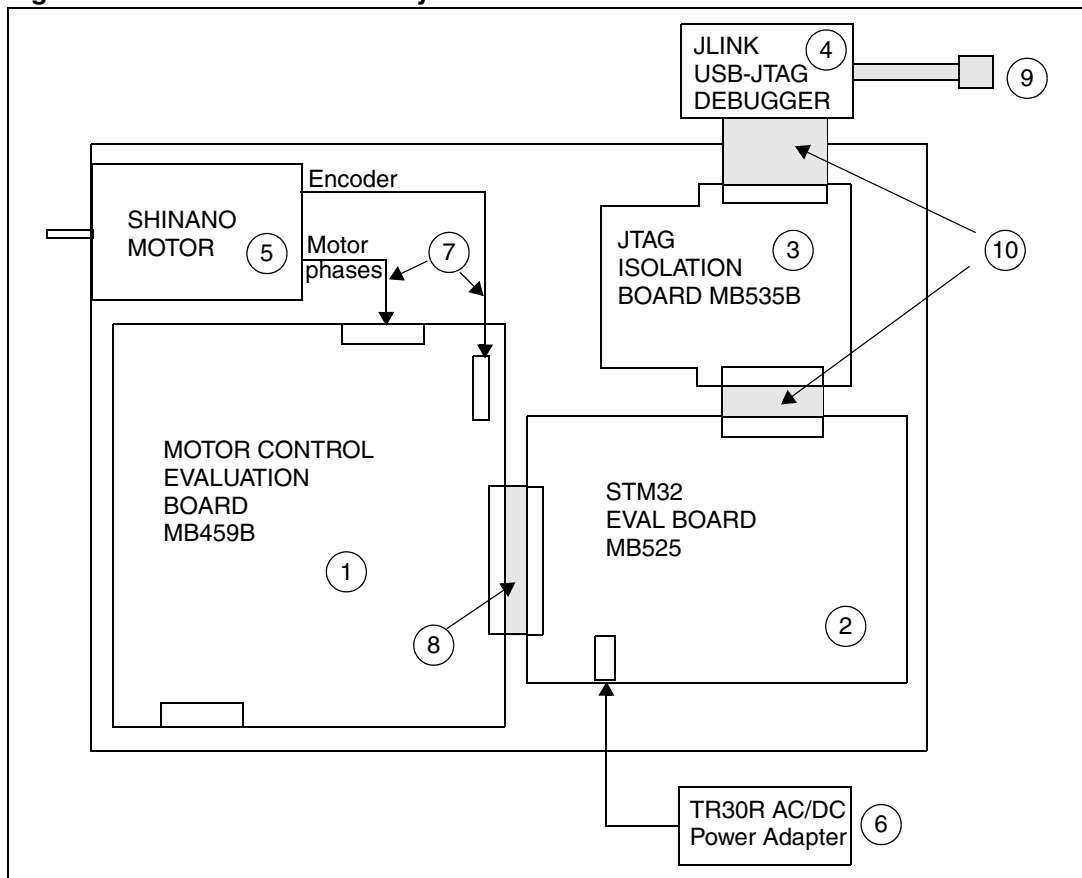 JLINK
USB-JTAG
DEBUGGER
4
9
Encoder
SHINANO
MOTOR
5
Motor
phases
7
JTAG
ISOLATION
BOARD MB535B
3
10
MOTOR CONTROL
EVALUATION
BOARD
MB459B
1
STM32
EVAL BOARD
MB525
2
8
TR30R AC/DC
Power Adapter
6